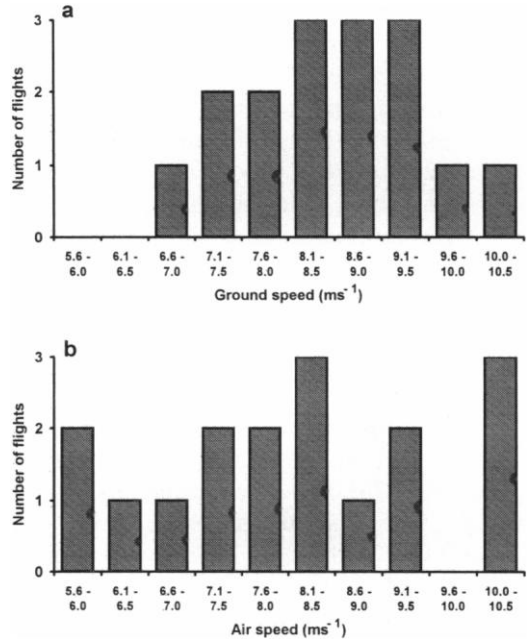 a
3
2
1
0
Number of flights
5.6 - 6.1 - 6.6 - 7.1 - 7.6 - 8.1 - 8.6 - 9.1 - 9.6 - 10.0 -
6.0 6.5 7.0 7.5 8.0 8.5 9.0 9.5 10.0 10.5
Ground speed (ms⁻¹)
b
3
2
1
0
Number of flights
5.6 - 6.1 - 6.6 - 7.1 - 7.6 - 8.1 - 8.6 - 9.1 - 9.6 - 10.0 -
6.0 6.5 7.0 7.5 8.0 8.5 9.0 9.5 10.0 10.5
Air speed (ms⁻¹)